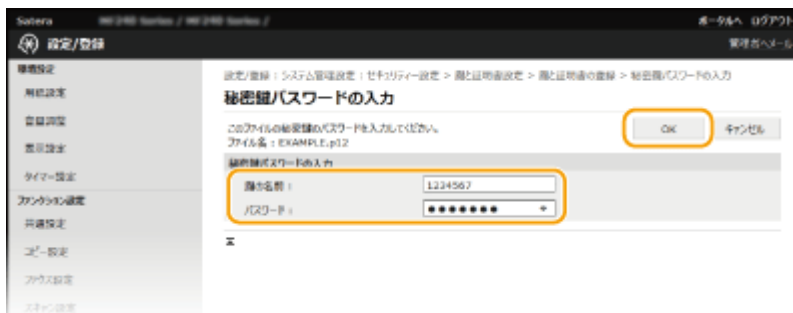 Satera
ポータルへ ログアウト
設定/登録
管理者へメール
環境設定
用紙設定
音量調整
表示設定
タイマー設定
ファンクション設定
共通設定
コピー設定
ファクス設定
スキャン設定
設定/登録 : システム管理設定 : セキュリティー設定 > 鍵と証明書設定 > 鍵と証明書の登録 > 秘密鍵パスワードの入力
秘密鍵パスワードの入力
このファイルの秘密鍵のパスワードを入力してください。
ファイル名 : EXAMPLE.p12
OK キャンセル
秘密鍵パスワードの入力
鍵の名前 : 1234567
パスワード : ●●●●●●●